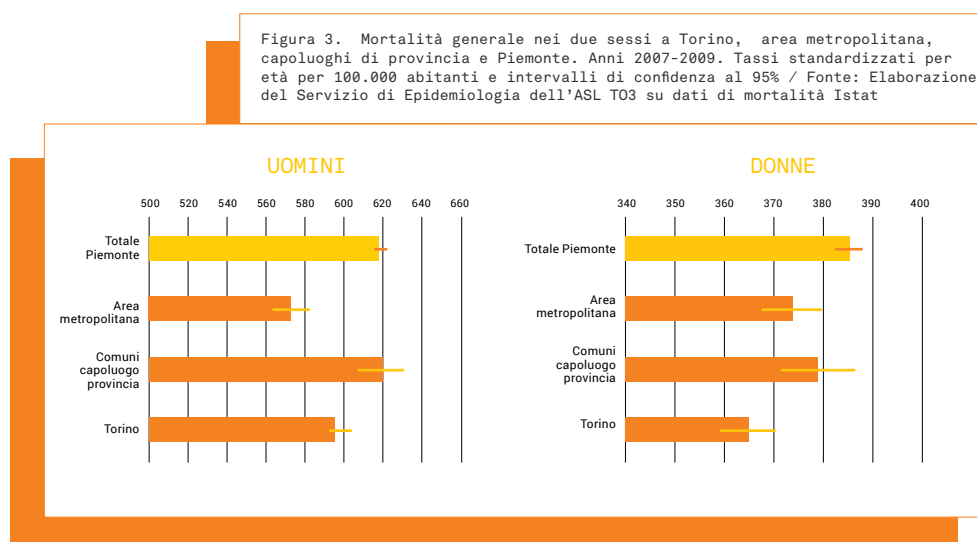 Figura 3. Mortalità generale nei due sessi a Torino, area metropolitana,
capoluoghi di provincia e Piemonte. Anni 2007-2009. Tassi standardizzati per
età per 100.000 abitanti e intervalli di confidenza al 95% / Fonte: Elaborazione
del Servizio di Epidemiologia dell'ASL TO3 su dati di mortalità Istat
UOMINI
500 520 540 560 580 600 620 640 660
Totale
Piemonte
Area
metropolitana
Comuni
capoluogo
provincia
Torino
DONNE
340 350 360 370 380 390 400
Totale Piemonte
Area
metropolitana
Comuni
capoluogo
provincia
Torino